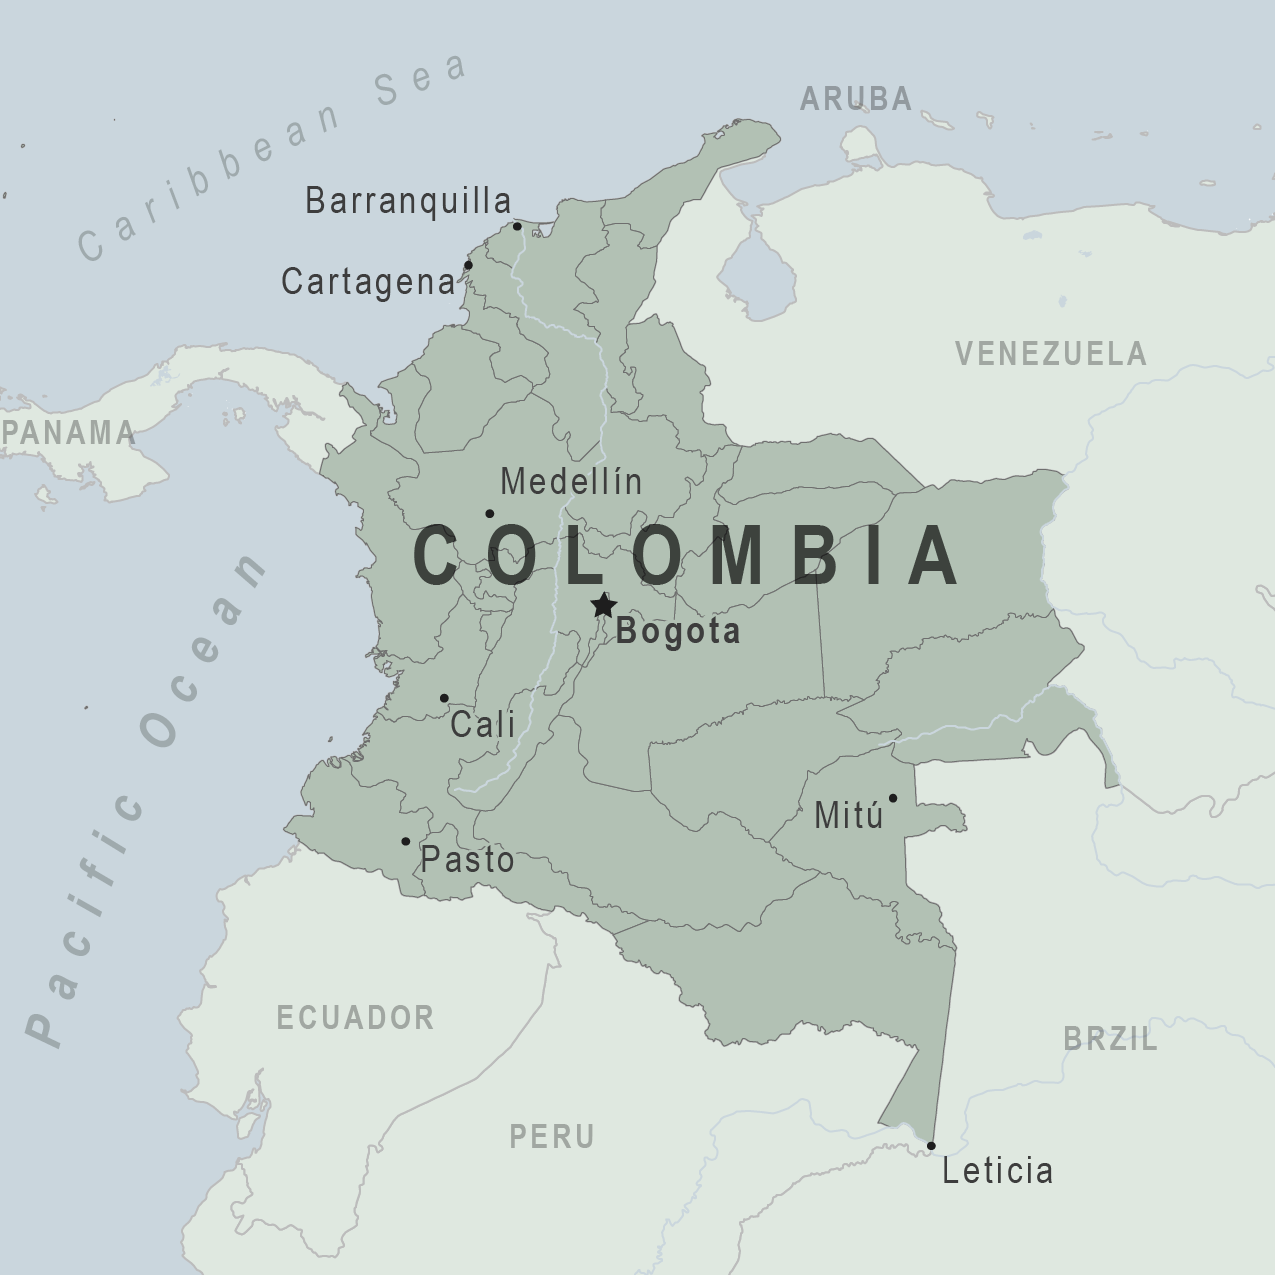 Caribbean Sea
ARUBA
Barranquilla
Cartagena
VENEZUELA
PANAMA
Medellín
COLOMBIA
Bogota
Pacific Ocean
Cali
Mitú
Pasto
ECUADOR
BRZIL
PERU
Leticia